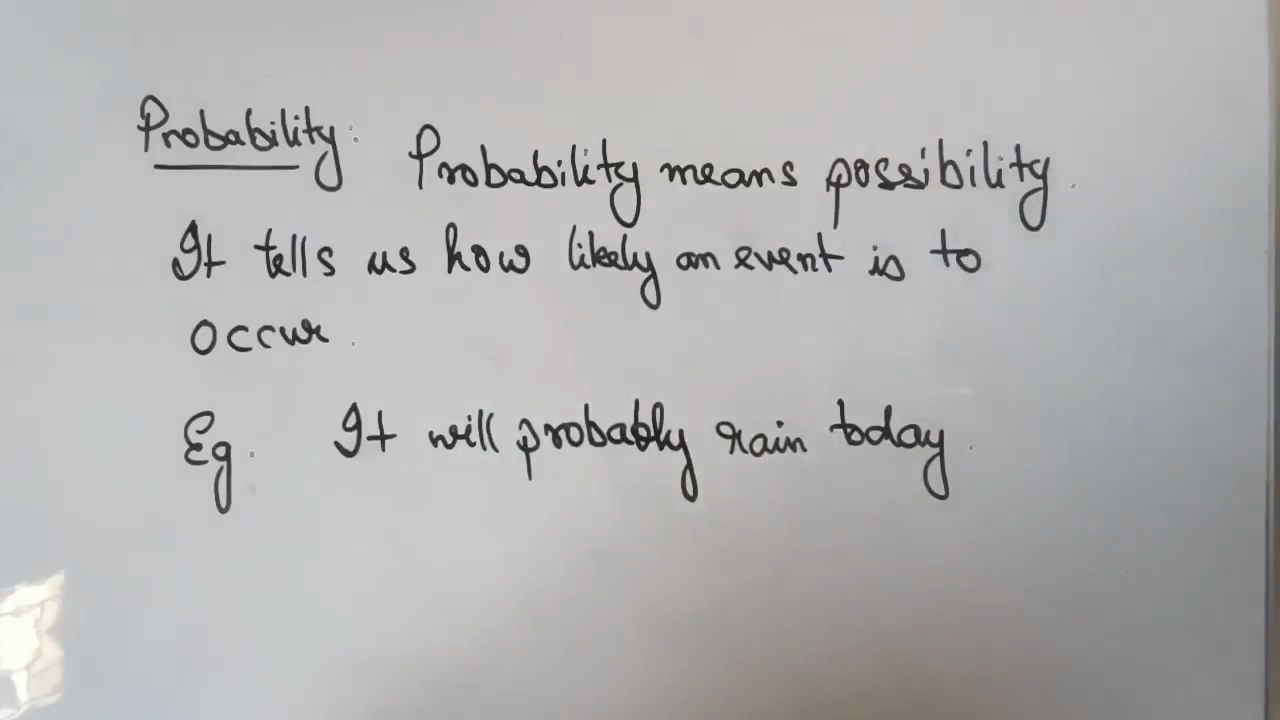 Probability: Probability means possibility.
It tells us how likely an event is to
occur.
Eg. It will probably rain today.